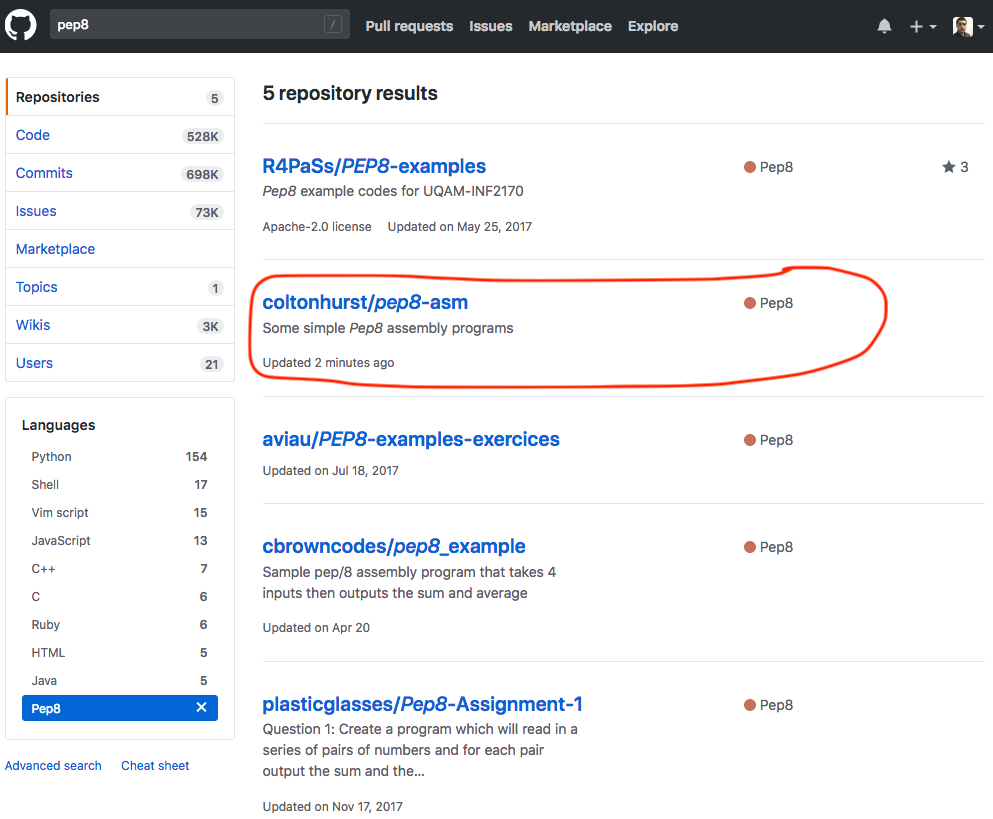 pep8
/
Pull requests
Issues
Marketplace
Explore
Repositories 5
Code 528K
Commits 698K
Issues 73K
Marketplace
Topics 1
Wikis 3K
Users 21
Languages
Python 154
Shell 17
Vim script 15
JavaScript 13
C++ 7
C 6
Ruby 6
HTML 5
Java 5
Pep8 ✕
Advanced search Cheat sheet
5 repository results
R4PaSs/PEP8-examples Pep8 ★ 3
Pep8 example codes for UQAM-INF2170
Apache-2.0 license Updated on May 25, 2017
coltonhurst/pep8-asm Pep8
Some simple Pep8 assembly programs
Updated 2 minutes ago
aviau/PEP8-examples-exercices Pep8
Updated on Jul 18, 2017
cbrowncodes/pep8_example Pep8
Sample pep/8 assembly program that takes 4
inputs then outputs the sum and average
Updated on Apr 20
plasticglasses/Pep8-Assignment-1 Pep8
Question 1: Create a program which will read in a
series of pairs of numbers and for each pair
output the sum and the...
Updated on Nov 17, 2017